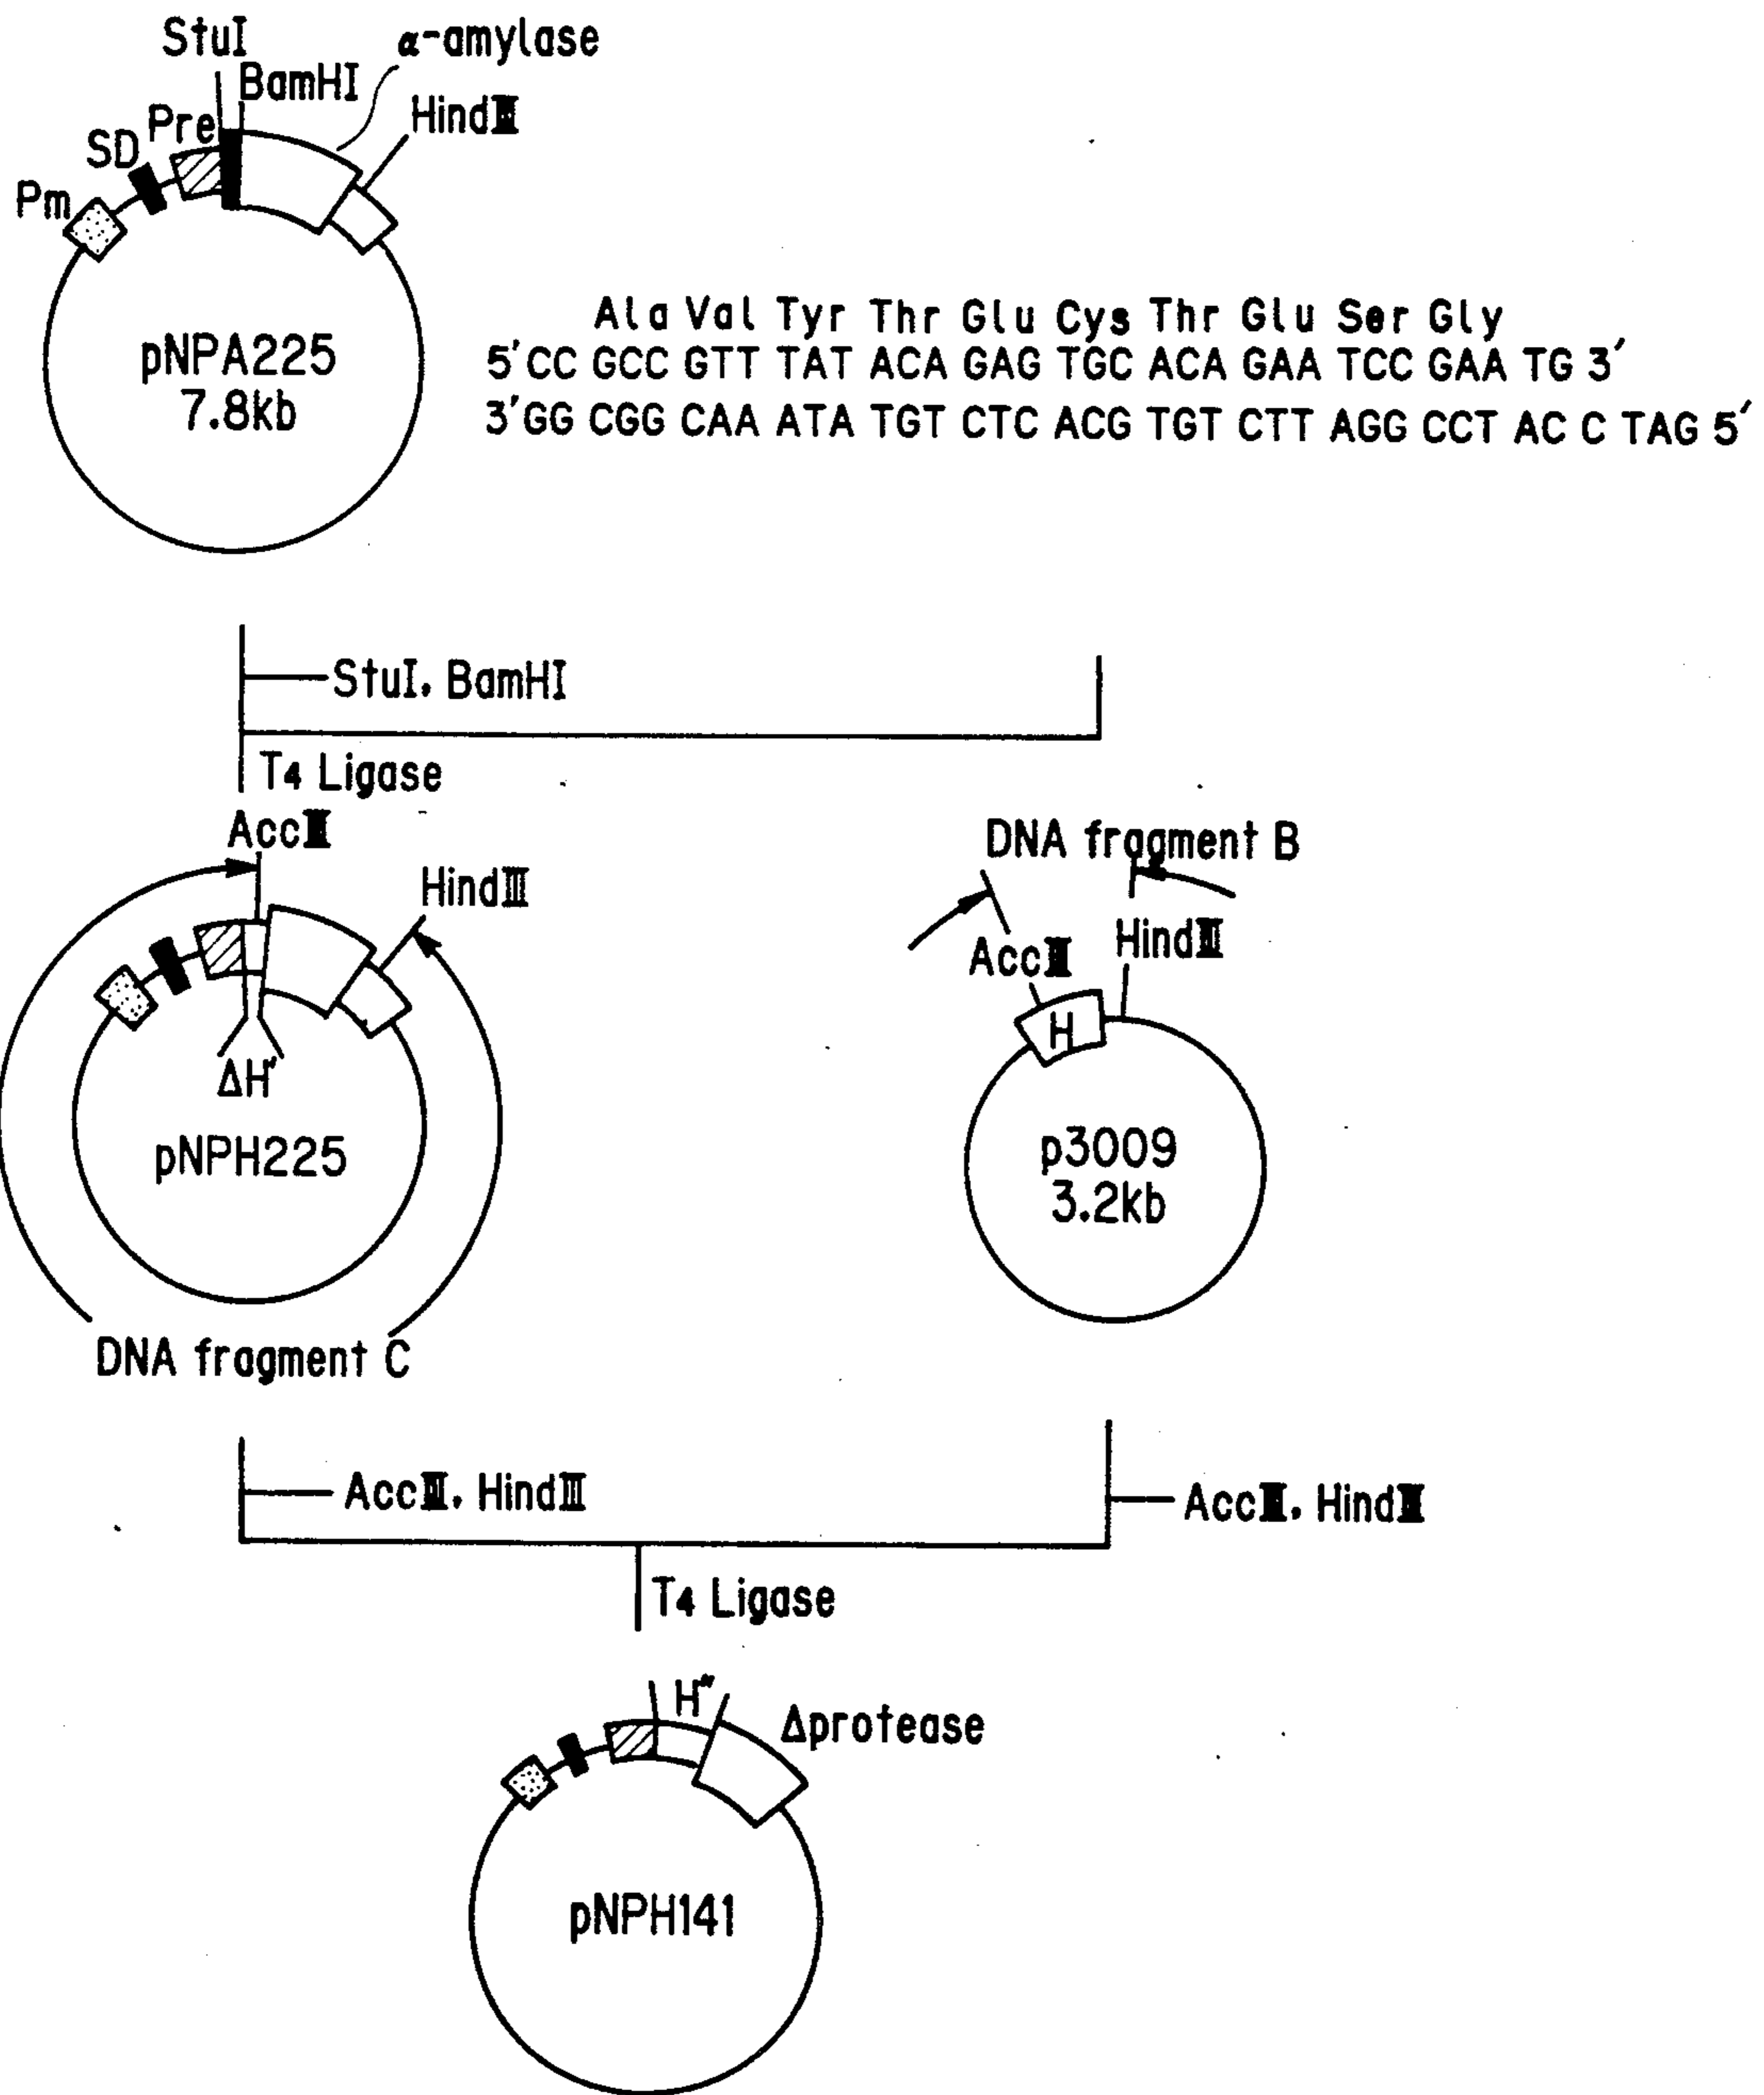 StuI
α-amylase
BamHI
HindIII
Pre
SD
Pm
pNPA225
7.8kb
Ala Val Tyr Thr Glu Cys Thr Glu Ser Gly
5′CC GCC GTT TAT ACA GAG TGC ACA GAA TCC GAA TG 3′
3′GG CGG CAA ATA TGT CTC ACG TGT CTT AGG CCT AC C TAG 5′
StuI, BamHI
T4 Ligase
AccIII
HindIII
ΔH′
pNPH225
DNA fragment C
DNA fragment B
AccIII
HindIII
H
p3009
3.2kb
AccIII, HindIII
AccIII, HindIII
T4 Ligase
H″
Δprotease
pNPH141